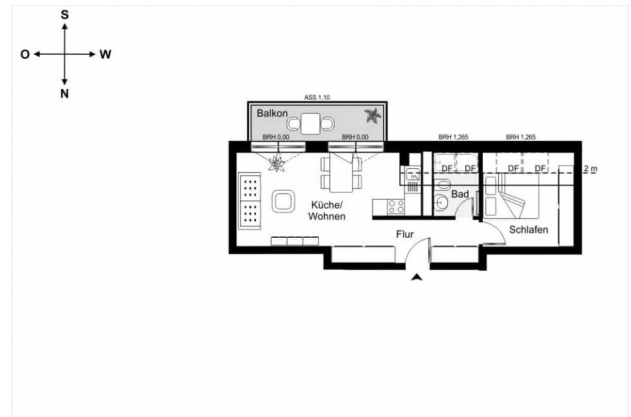 S
O W
N
ASS 1,10
Balkon
BRH 0,00 BRH 0,00 BRH 1,265 BRH 1,265
DF DF DF DF
2 m
Bad
Küche/
Wohnen
Flur
Schlafen